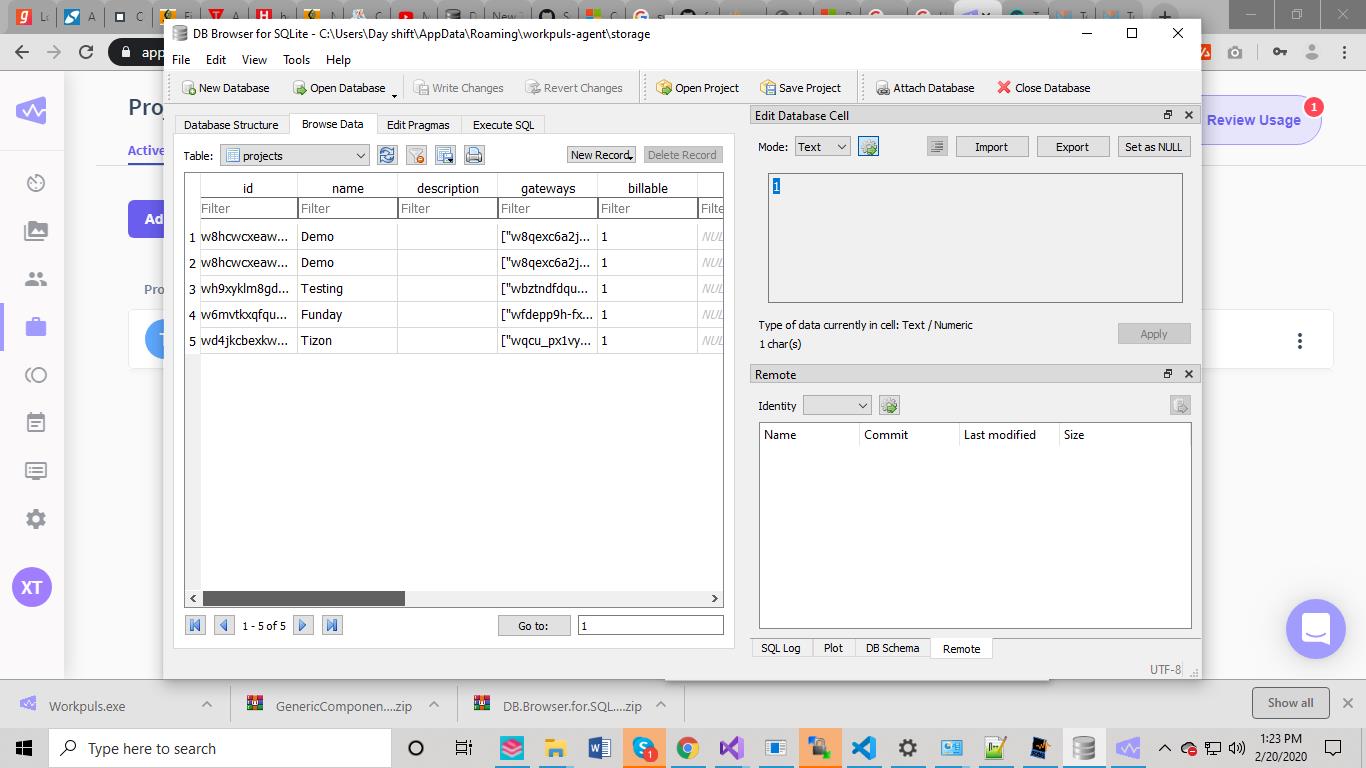 DB Browser for SQLite - C:\Users\Day shift\AppData\Roaming\workpuls-agent\storage
app
File Edit View Tools Help
New Database Open Database Write Changes Revert Changes Open Project Save Project Attach Database Close Database
Active
Review Usage 1
Database Structure Browse Data Edit Pragmas Execute SQL
Table: projects New Record Delete Record
id name description gateways billable
Filter Filter Filter Filter Filter
1 w8hcwcxeaw... Demo ["w8qexc6a2j... 1 NUL
2 w8hcwcxeaw... Demo ["w8qexc6a2j... 1 NUL
3 wh9xyklm8gd... Testing ["wbztndfdqu... 1 NUL
4 w6mvtkxqfqu... Funday ["wfdepp9h-fx... 1 NUL
5 wd4jkcbexkw... Tizon ["wqcu_px1vy... 1 NUL
1 - 5 of 5 Go to: 1
Edit Database Cell
Mode: Text Import Export Set as NULL
1
Type of data currently in cell: Text / Numeric
1 char(s)
Apply
Remote
Identity
Name Commit Last modified Size
SQL Log Plot DB Schema Remote
UTF-8
XT
Workpuls.exe GenericComponen....zip DB.Browser.for.SQL....zip Show all
Type here to search
1
1:23 PM
2/20/2020